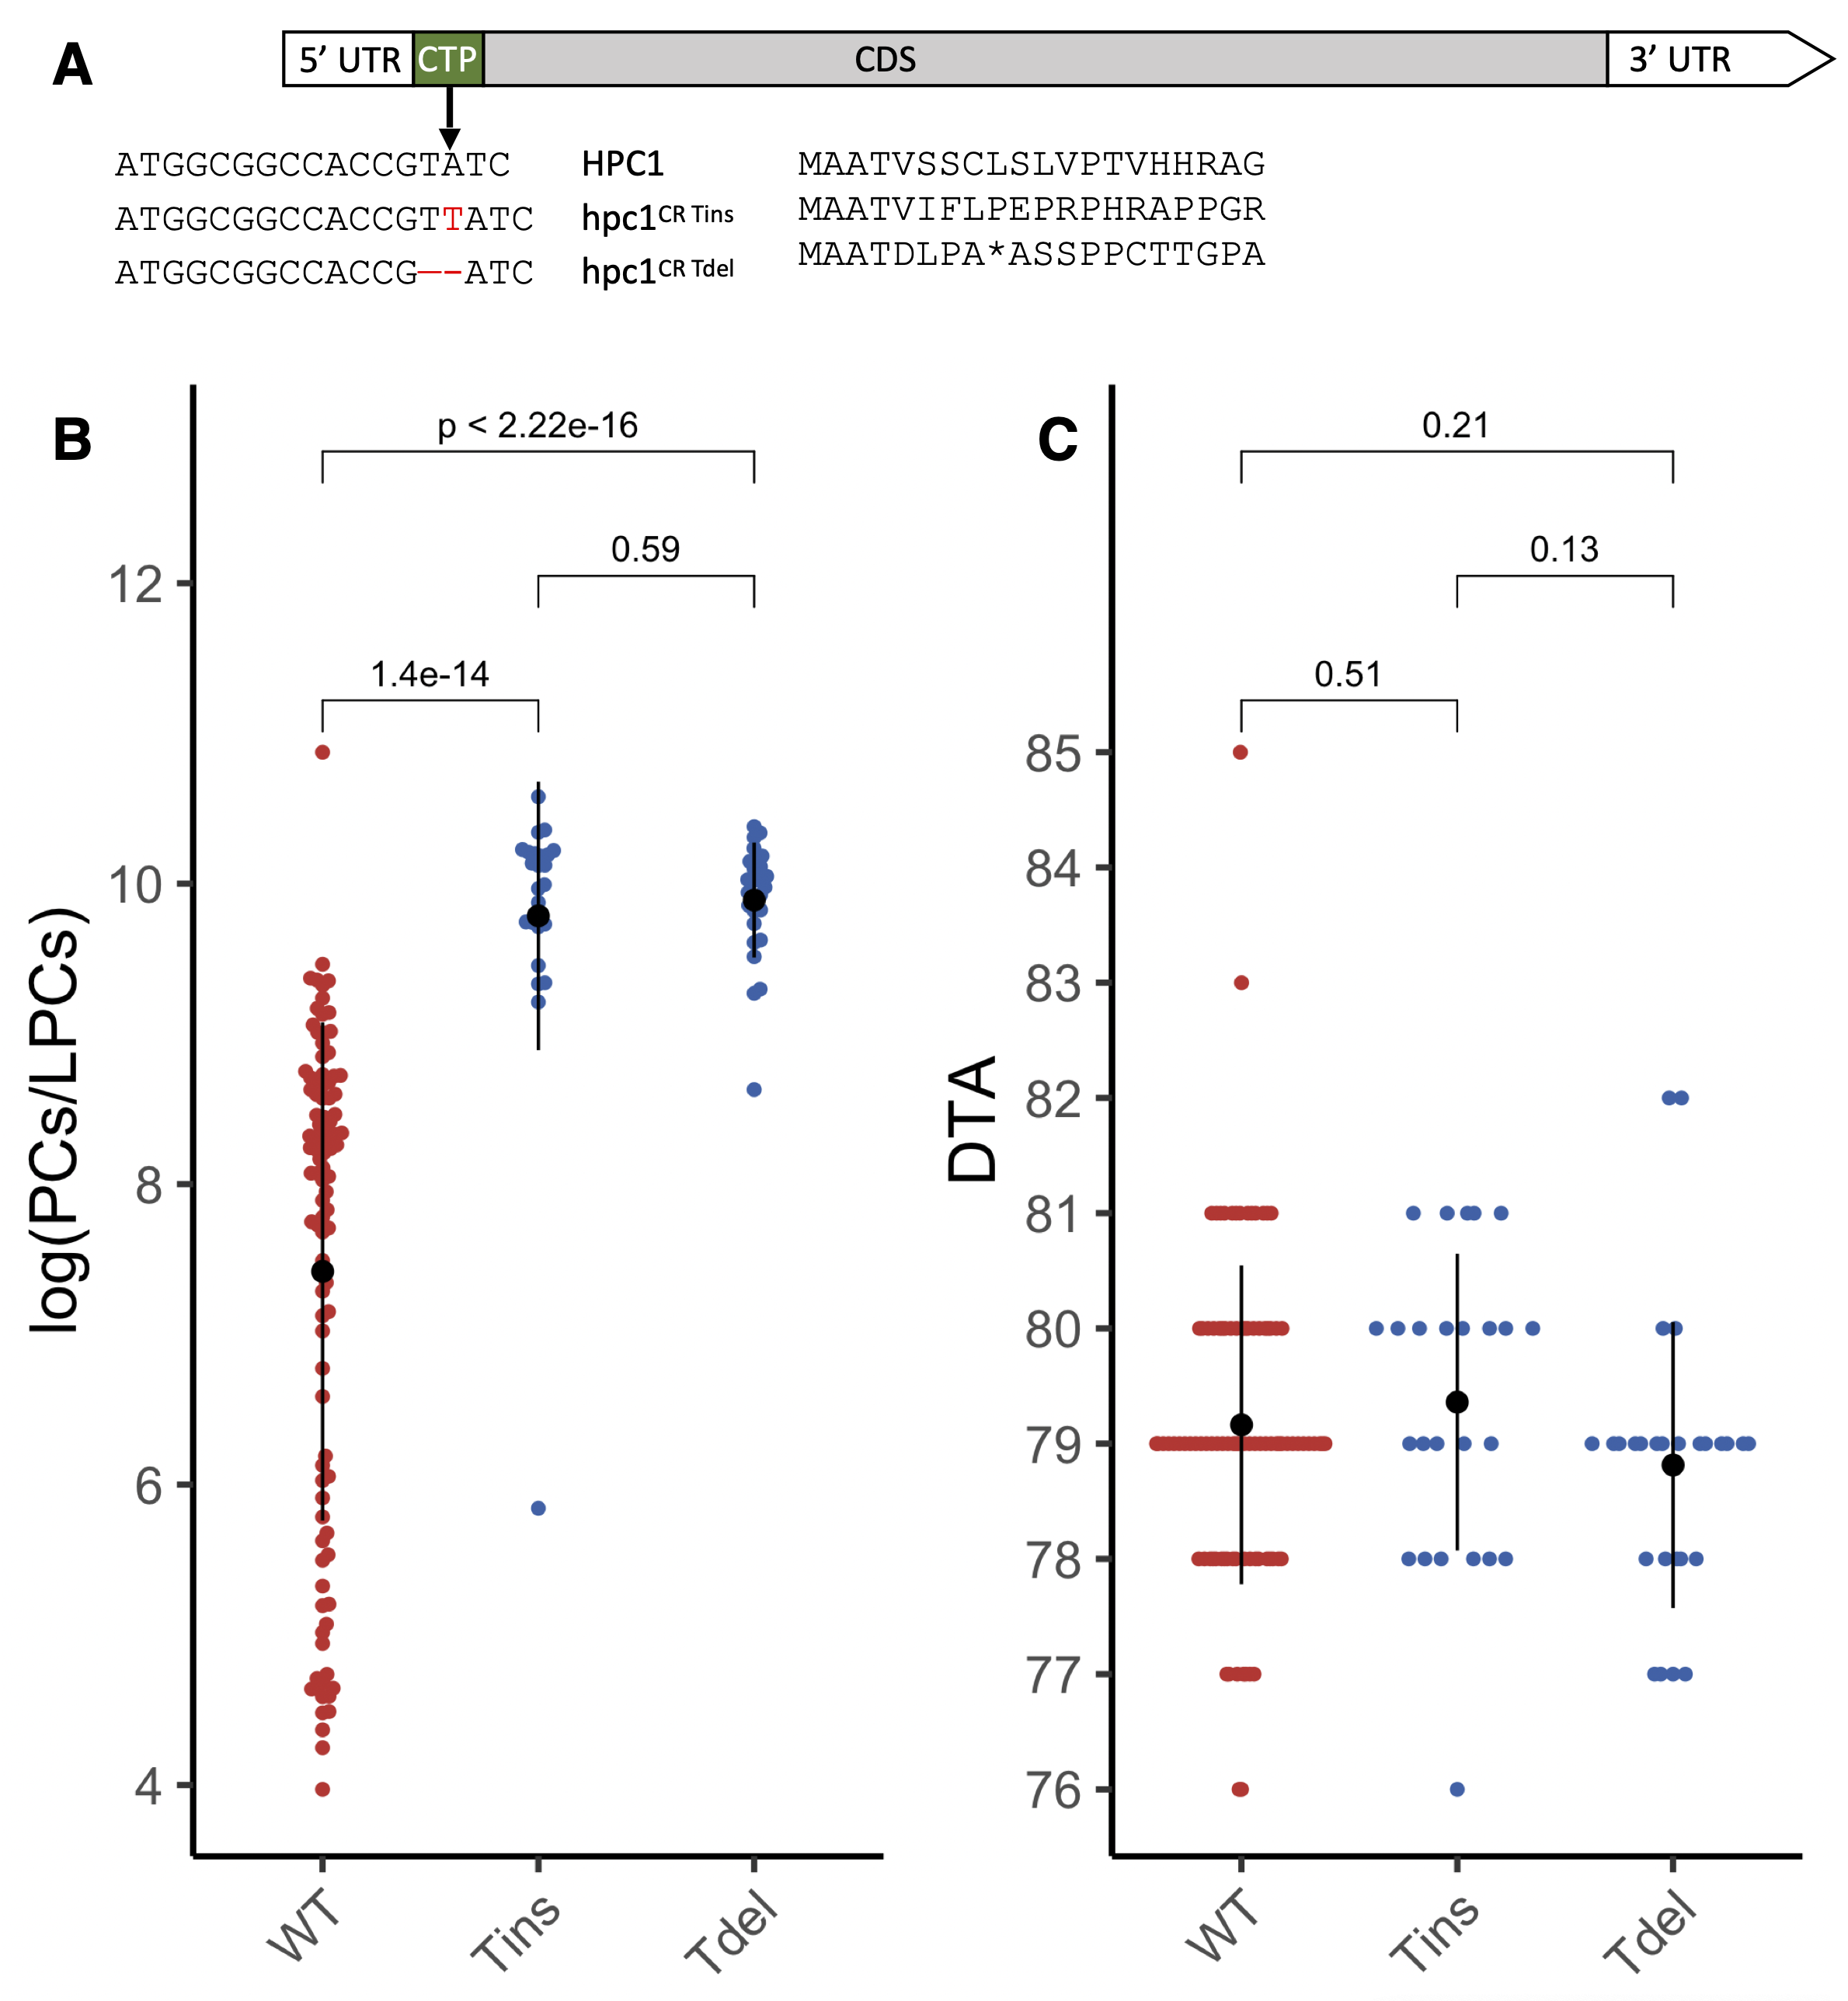 A
5’ UTR CTP CDS 3’ UTR
ATGGCGGCCACCGTATC HPC1 MAATVSSCLSLVPTVHHRAG
ATGGCGGCCACCGTTATC hpc1CR Tins MAATVIFLPEPRPHRAPPGR
ATGGCGGCCACCG––ATC hpc1CR Tdel MAATDLPA*ASSPPCTTGPA
B
p < 2.22e-16
0.59
1.4e-14
12
10
8
6
4
log(PCs/LPCs)
WT Tins Tdel
C
0.21
0.13
0.51
85
84
83
82
81
80
79
78
77
76
DTA
WT Tins Tdel